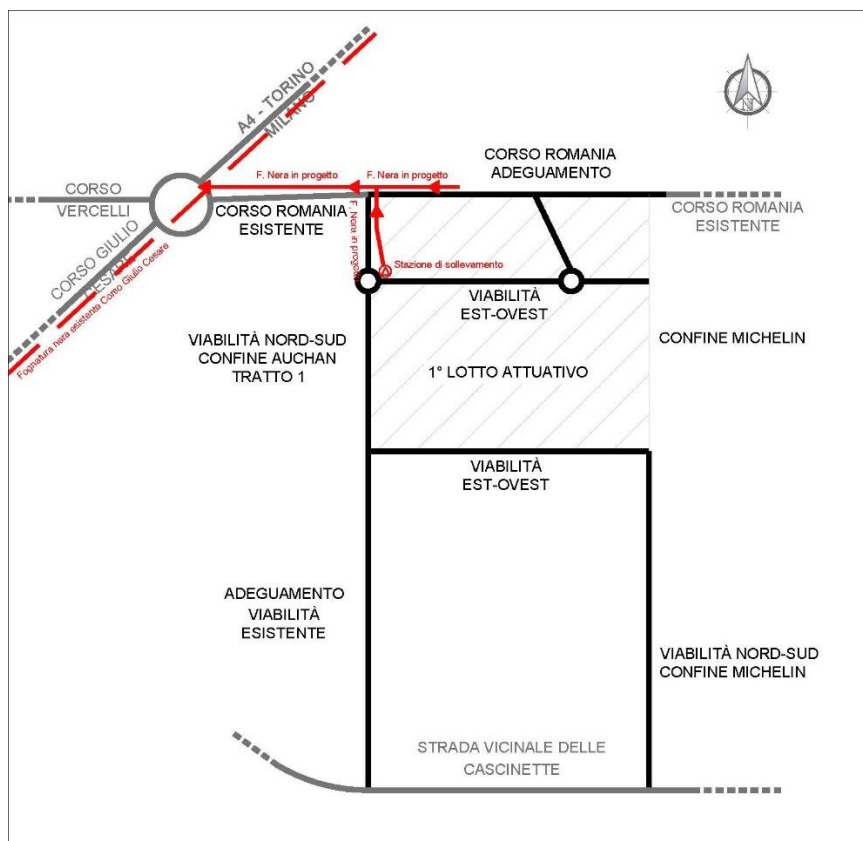 A4 - TORINO
MILANO
N
CORSO ROMANIA
ADEGUAMENTO
F. Nera in progetto
F. Nera in progetto
CORSO
VERCELLI
CORSO ROMANIA
ESISTENTE
CORSO ROMANIA
ESISTENTE
F. Nera in progetto
CORSO GIULIO
CESARE
Fognatura nera esistente Corso Giulio Cesare
Stazione di sollevamento
VIABILITÀ
EST-OVEST
VIABILITÀ NORD-SUD
CONFINE AUCHAN
TRATTO 1
CONFINE MICHELIN
1° LOTTO ATTUATIVO
VIABILITÀ
EST-OVEST
ADEGUAMENTO
VIABILITÀ
ESISTENTE
VIABILITÀ NORD-SUD
CONFINE MICHELIN
STRADA VICINALE DELLE
CASCINETTE